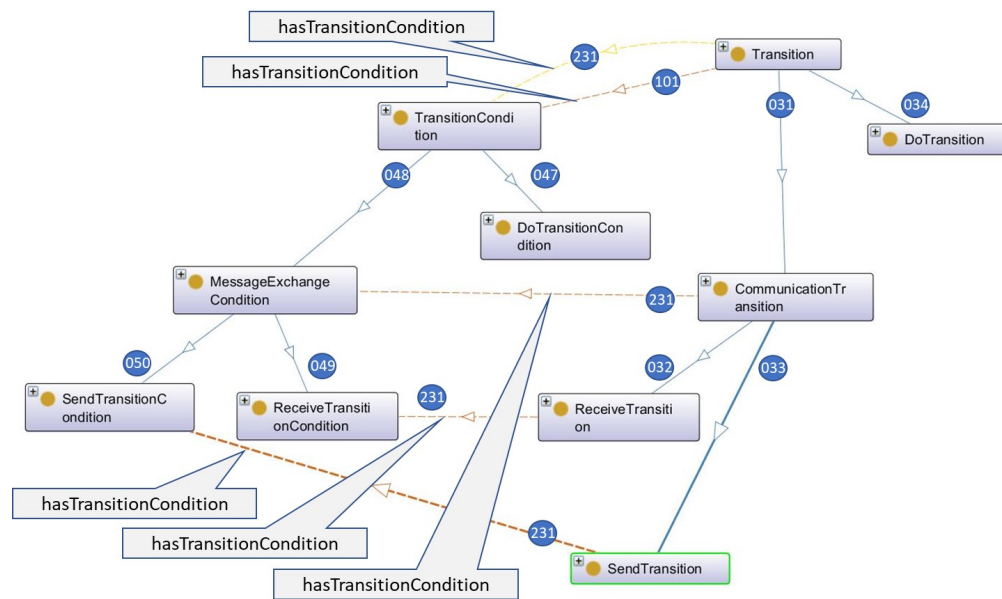 hasTransitionCondition
231
Transition
hasTransitionCondition
101
031
034
TransitionCondi
tion
DoTransition
048
047
DoTransitionCon
dition
MessageExchange
Condition
231
CommunicationTr
ansition
050
049
032
033
SendTransitionC
ondition
ReceiveTransiti
onCondition
231
ReceiveTransiti
on
hasTransitionCondition
hasTransitionCondition
231
hasTransitionCondition
SendTransition